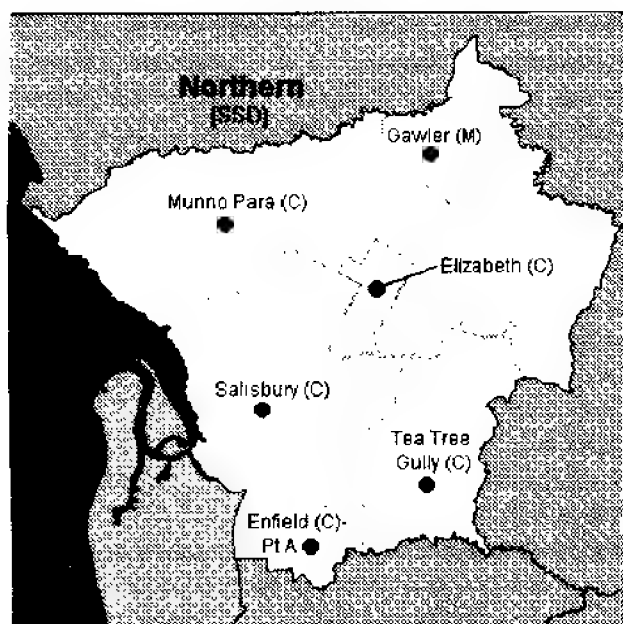 Northern
[SSD]
Gawler (M)
Munno Para (C)
Elizabeth (C)
Salisbury (C)
Tea Tree
Gully (C)
Enfield (C)-
Pt A